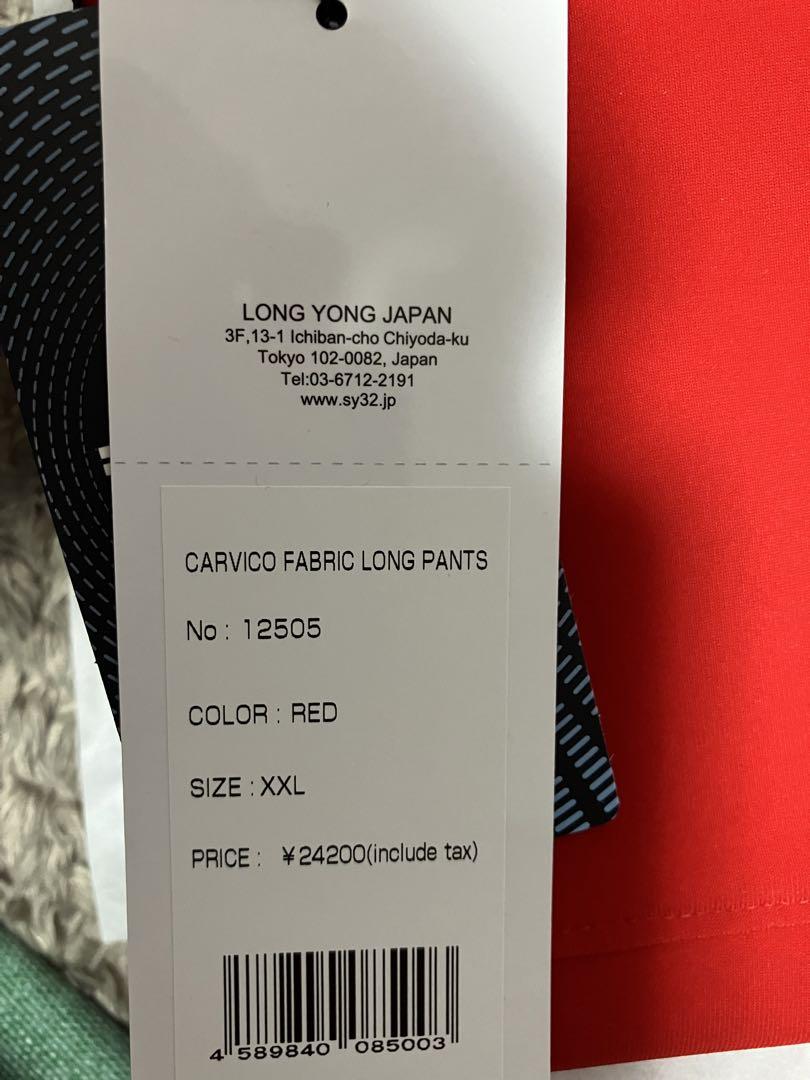 LONG YONG JAPAN
3F,13-1 Ichiban-cho Chiyoda-ku
Tokyo 102-0082, Japan
Tel:03-6712-2191
www.sy32.jp
CARVICO FABRIC LONG PANTS
No : 12505
COLOR : RED
SIZE : XXL
PRICE : ¥24200(include tax)
4 589840 085003